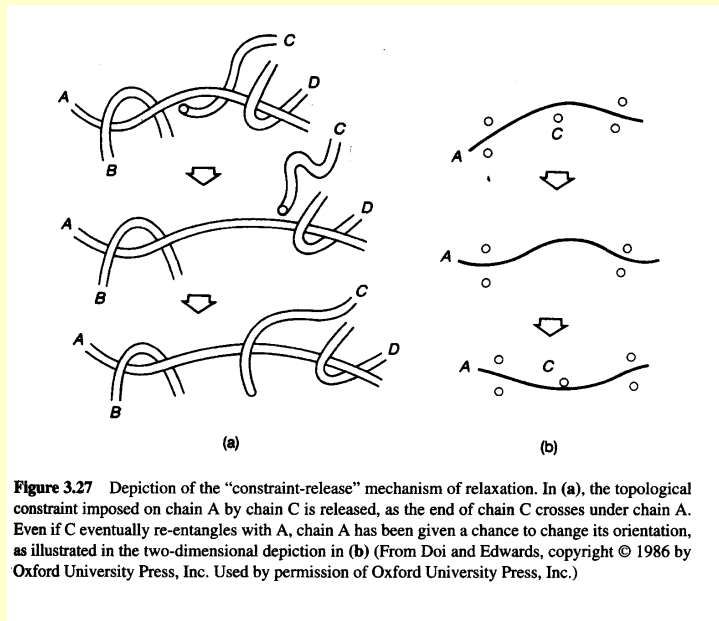 C
A
D
C
B
C
A
A
D
A
B
C
A
D
A
C
B
(a)
(b)
Figure 3.27 Depiction of the “constraint-release” mechanism of relaxation. In (a), the topological
constraint imposed on chain A by chain C is released, as the end of chain C crosses under chain A.
Even if C eventually re-entangles with A, chain A has been given a chance to change its orientation,
as illustrated in the two-dimensional depiction in (b) (From Doi and Edwards, copyright © 1986 by
Oxford University Press, Inc. Used by permission of Oxford University Press, Inc.)